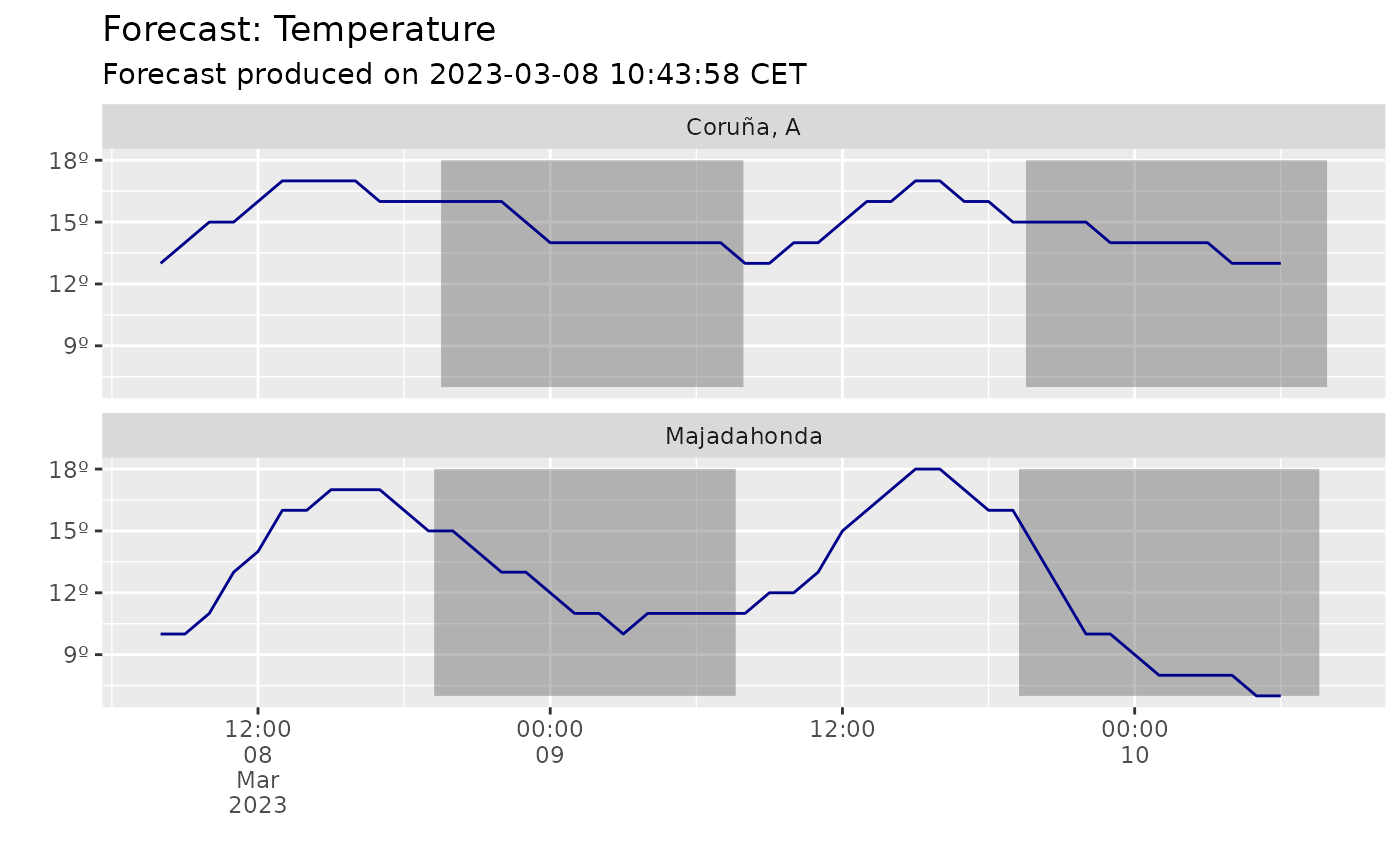 Forecast: Temperature
Forecast produced on 2023-03-08 10:43:58 CET
Coruña, A
18º
15º
12º
9º
Majadahonda
18º
15º
12º
9º
12:00 00:00 12:00 00:00
08 09 10
Mar
2023